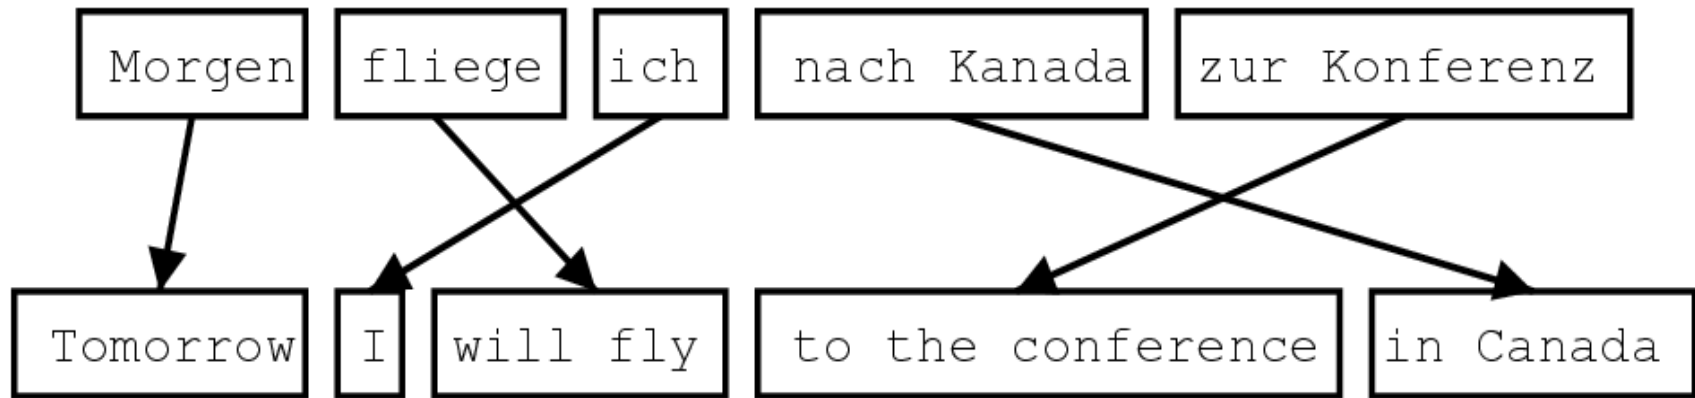 Morgen fliege ich nach Kanada zur Konferenz
Tomorrow I will fly to the conference in Canada